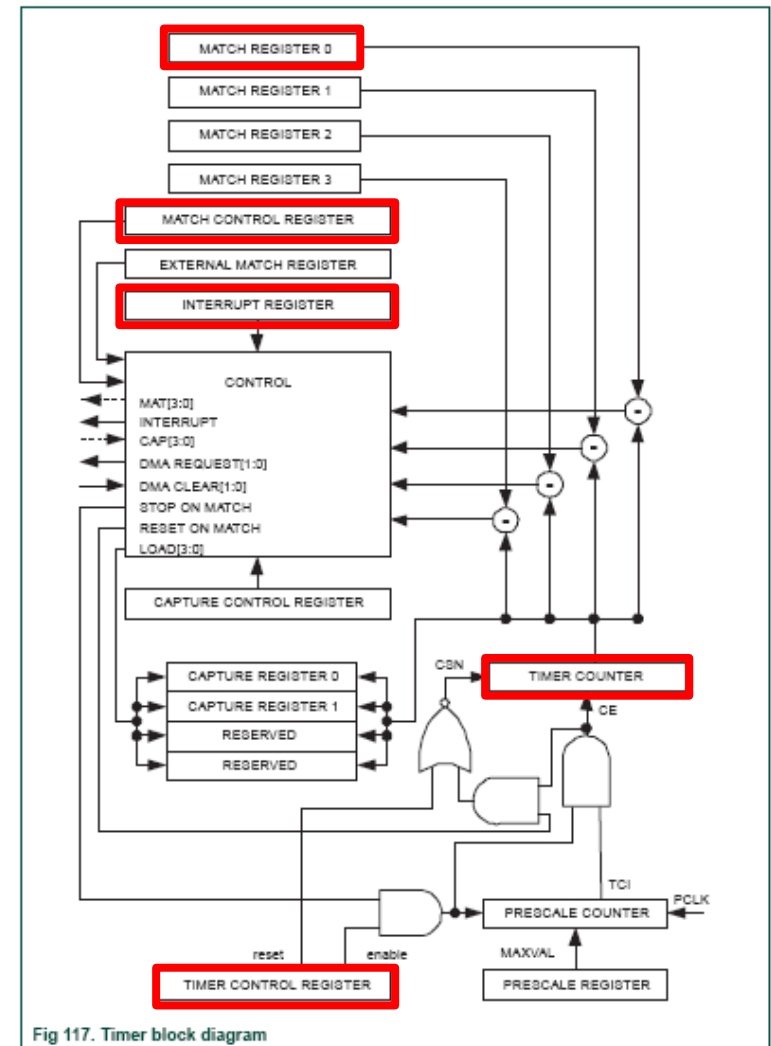 MATCH REGISTER 0
MATCH REGISTER 1
MATCH REGISTER 2
MATCH REGISTER 3
MATCH CONTROL REGISTER
EXTERNAL MATCH REGISTER
INTERRUPT REGISTER
CONTROL
MAT[3:0]
INTERRUPT
CAP[3:0]
DMA REQUEST[1:0]
DMA CLEAR[1:0]
STOP ON MATCH
RESET ON MATCH
LOAD[3:0]
CAPTURE CONTROL REGISTER
CAPTURE REGISTER 0
CAPTURE REGISTER 1
RESERVED
RESERVED
CSN
TIMER COUNTER
CE
TCI
PCLK
PRESCALE COUNTER
reset
enable
MAXVAL
TIMER CONTROL REGISTER
PRESCALE REGISTER
Fig 117. Timer block diagram